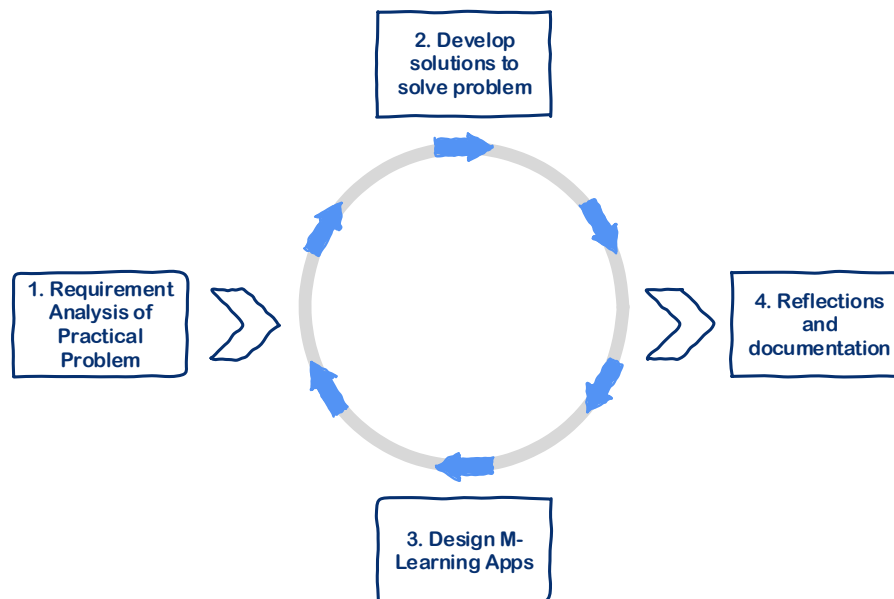 2. Develop
solutions to
solve problem
1. Requirement
Analysis of
Practical
Problem
4. Reflections
and
documentation
3. Design M-
Learning Apps